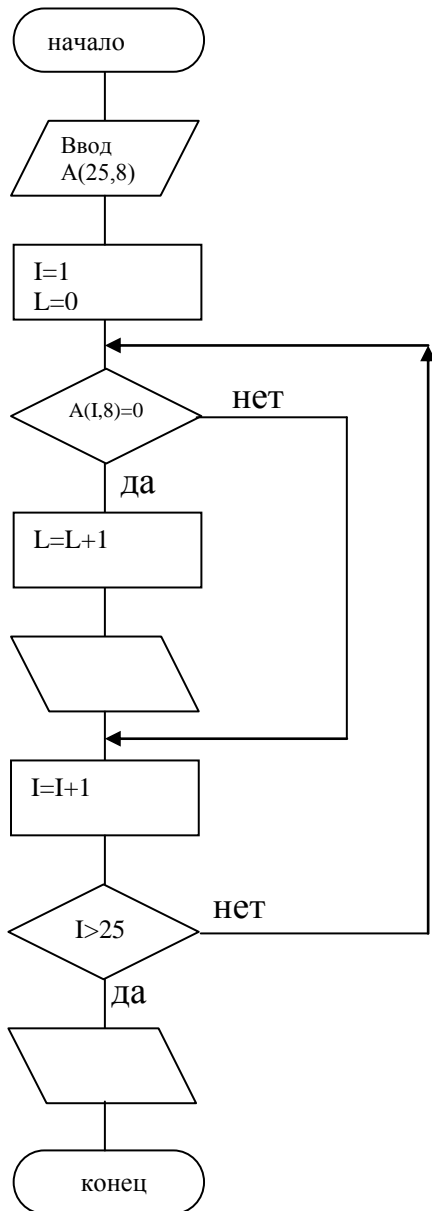 начало
Ввод
A(25,8)
I=1
L=0
A(I,8)=0
нет
да
L=L+1
I=I+1
I>25
нет
да
конец